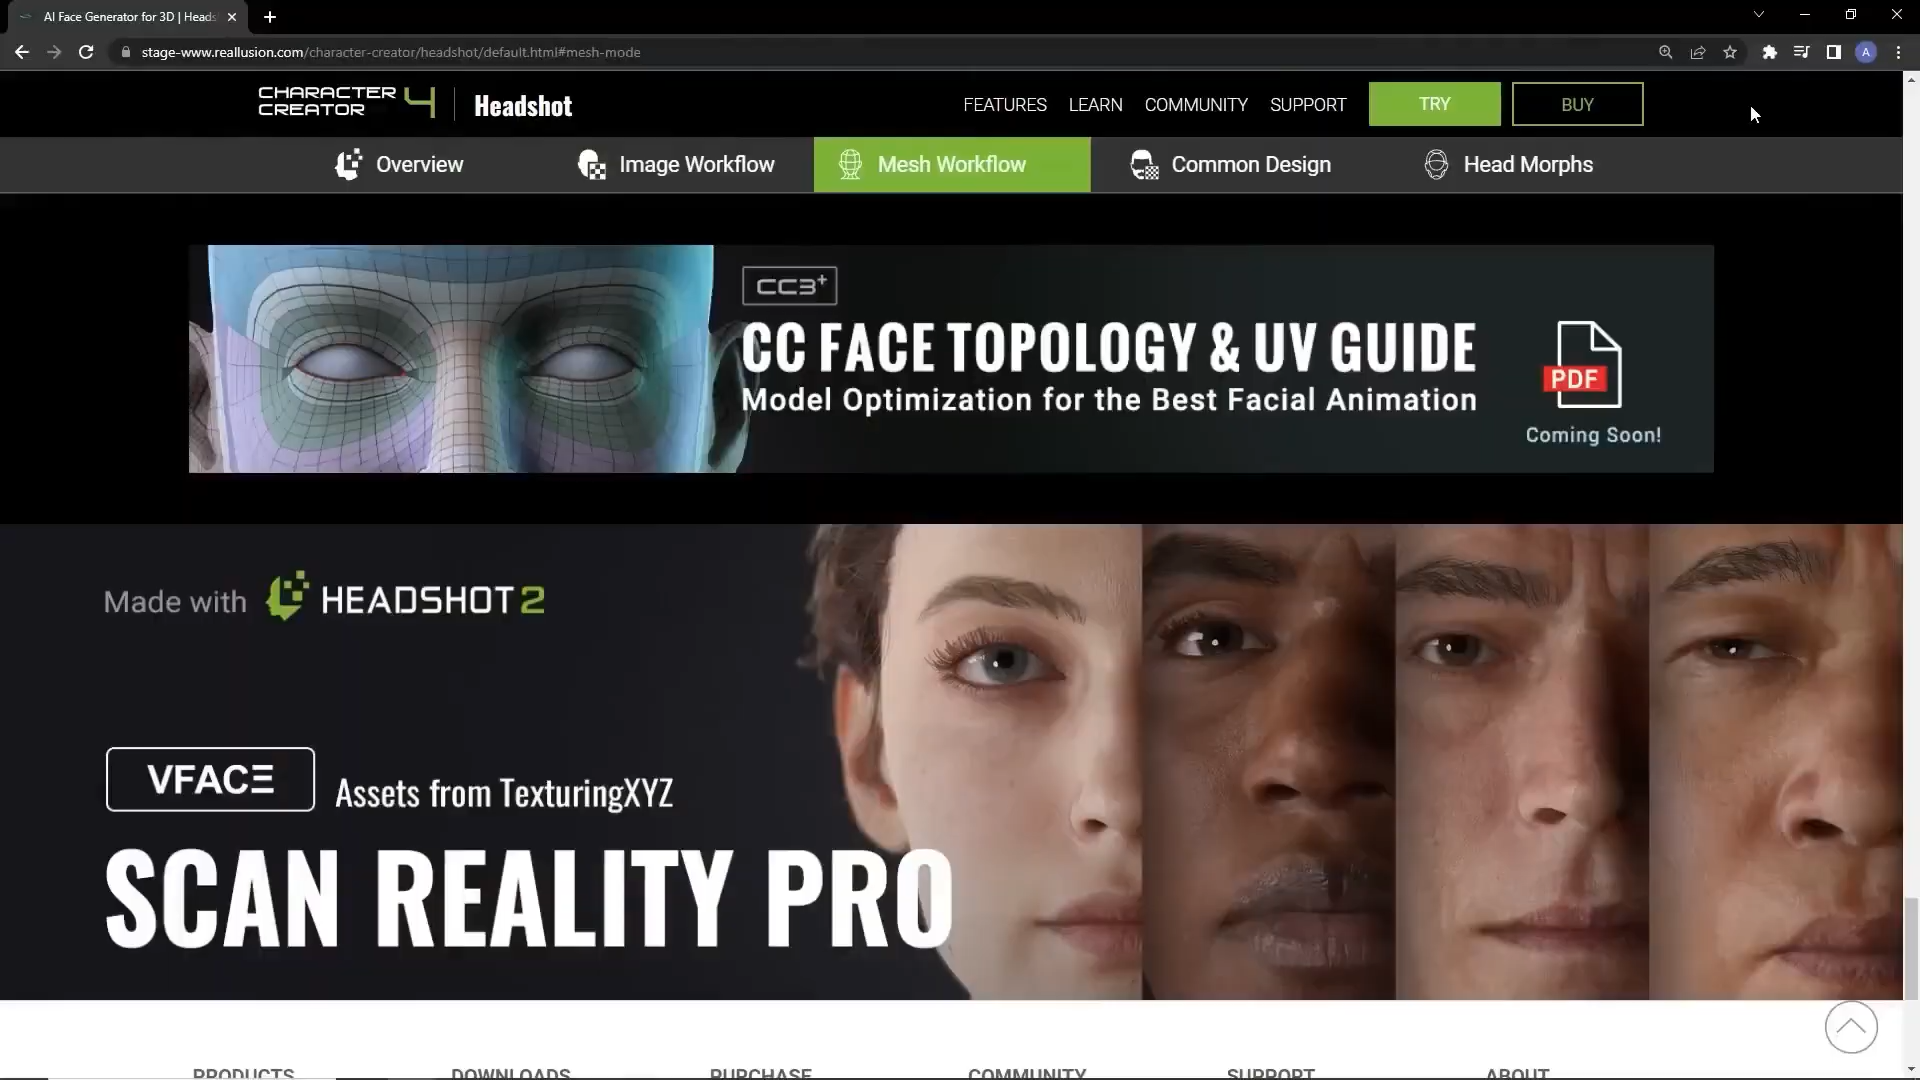 AI Face Generator for 3D | Heads
stage-www.reallusion.com/character-creator/headshot/default.html#mesh-mode
A
CHARACTER CREATOR 4
Headshot
FEATURES
LEARN
COMMUNITY
SUPPORT
TRY
BUY
Overview
Image Workflow
Mesh Workflow
Common Design
Head Morphs
CC3+
CC FACE TOPOLOGY & UV GUIDE
Model Optimization for the Best Facial Animation
PDF
Coming Soon!
Made with HEADSHOT 2
VFACE Assets from TexturingXYZ
SCAN REALITY PRO
PRODUCTS
DOWNLOADS
PURCHASE
COMMUNITY
SUPPORT
ABOUT